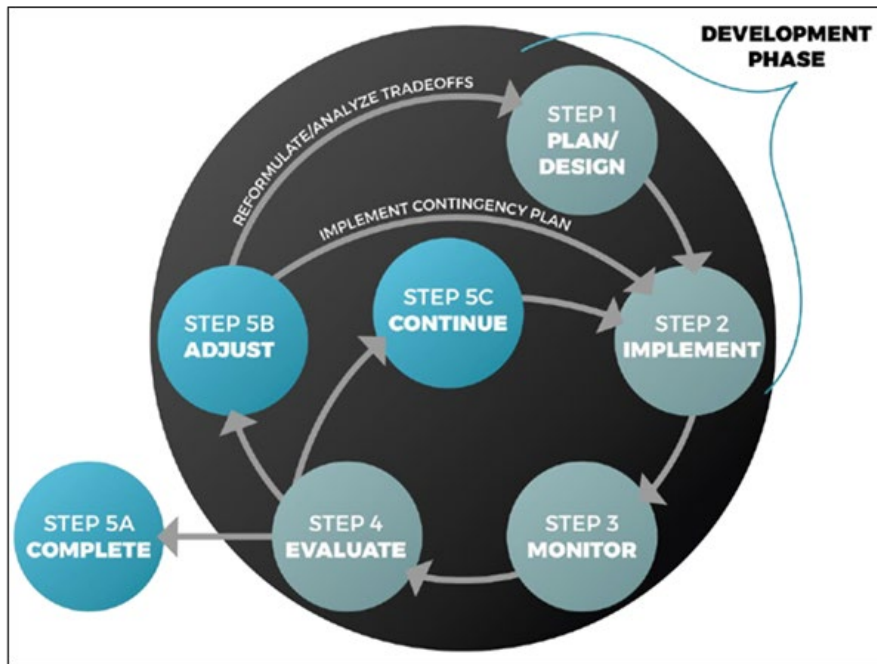 DEVELOPMENT
PHASE
REFORMULATE/ANALYZE TRADEOFFS
STEP 1
PLAN/
DESIGN
IMPLEMENT CONTINGENCY PLAN
STEP 5B
ADJUST
STEP 5C
CONTINUE
STEP 2
IMPLEMENT
STEP 5A
COMPLETE
STEP 4
EVALUATE
STEP 3
MONITOR